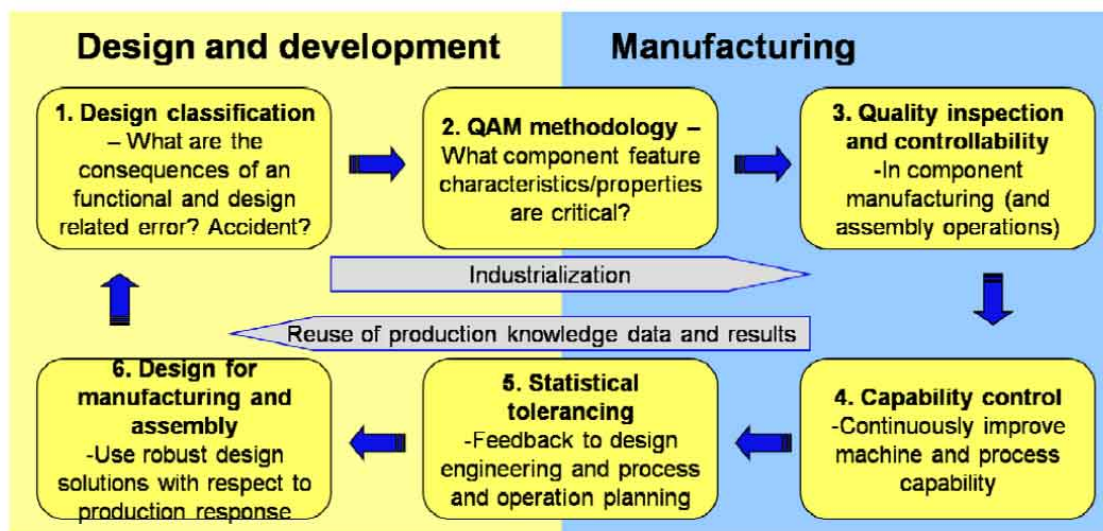 Design and development
Manufacturing
1. Design classification
– What are the
consequences of an
functional and design
related error? Accident?
2. QAM methodology –
What component feature
characteristics/properties
are critical?
3. Quality inspection
and controllability
-In component
manufacturing (and
assembly operations)
Industrialization
Reuse of production knowledge data and results
4. Capability control
-Continuously improve
machine and process
capability
5. Statistical
tolerancing
-Feedback to design
engineering and process
and operation planning
6. Design for
manufacturing and
assembly
-Use robust design
solutions with respect to
production response